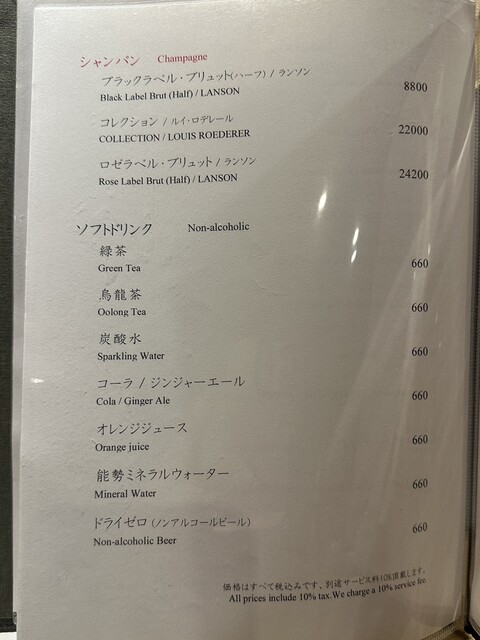 シャンパン Champagne
ブラックラベル・ブリュット(ハーフ) / ランソン
Black Label Brut (Half) / LANSON 8800
コレクション / ルイ・ロデレール
COLLECTION / LOUIS ROEDERER 22000
ロゼラベル・ブリュット / ランソン
Rose Label Brut (Half) / LANSON 24200
ソフトドリンク Non-alcoholic
緑茶
Green Tea 660
烏龍茶
Oolong Tea 660
炭酸水
Sparkling Water 660
コーラ / ジンジャーエール
Cola / Ginger Ale 660
オレンジジュース
Orange juice 660
能勢ミネラルウォーター
Mineral Water 660
ドライゼロ (ノンアルコールビール)
Non-alcoholic Beer 660
価格はすべて税込みです、別途サービス料10%頂戴します。
All prices include 10% tax.We charge a 10% service fee.